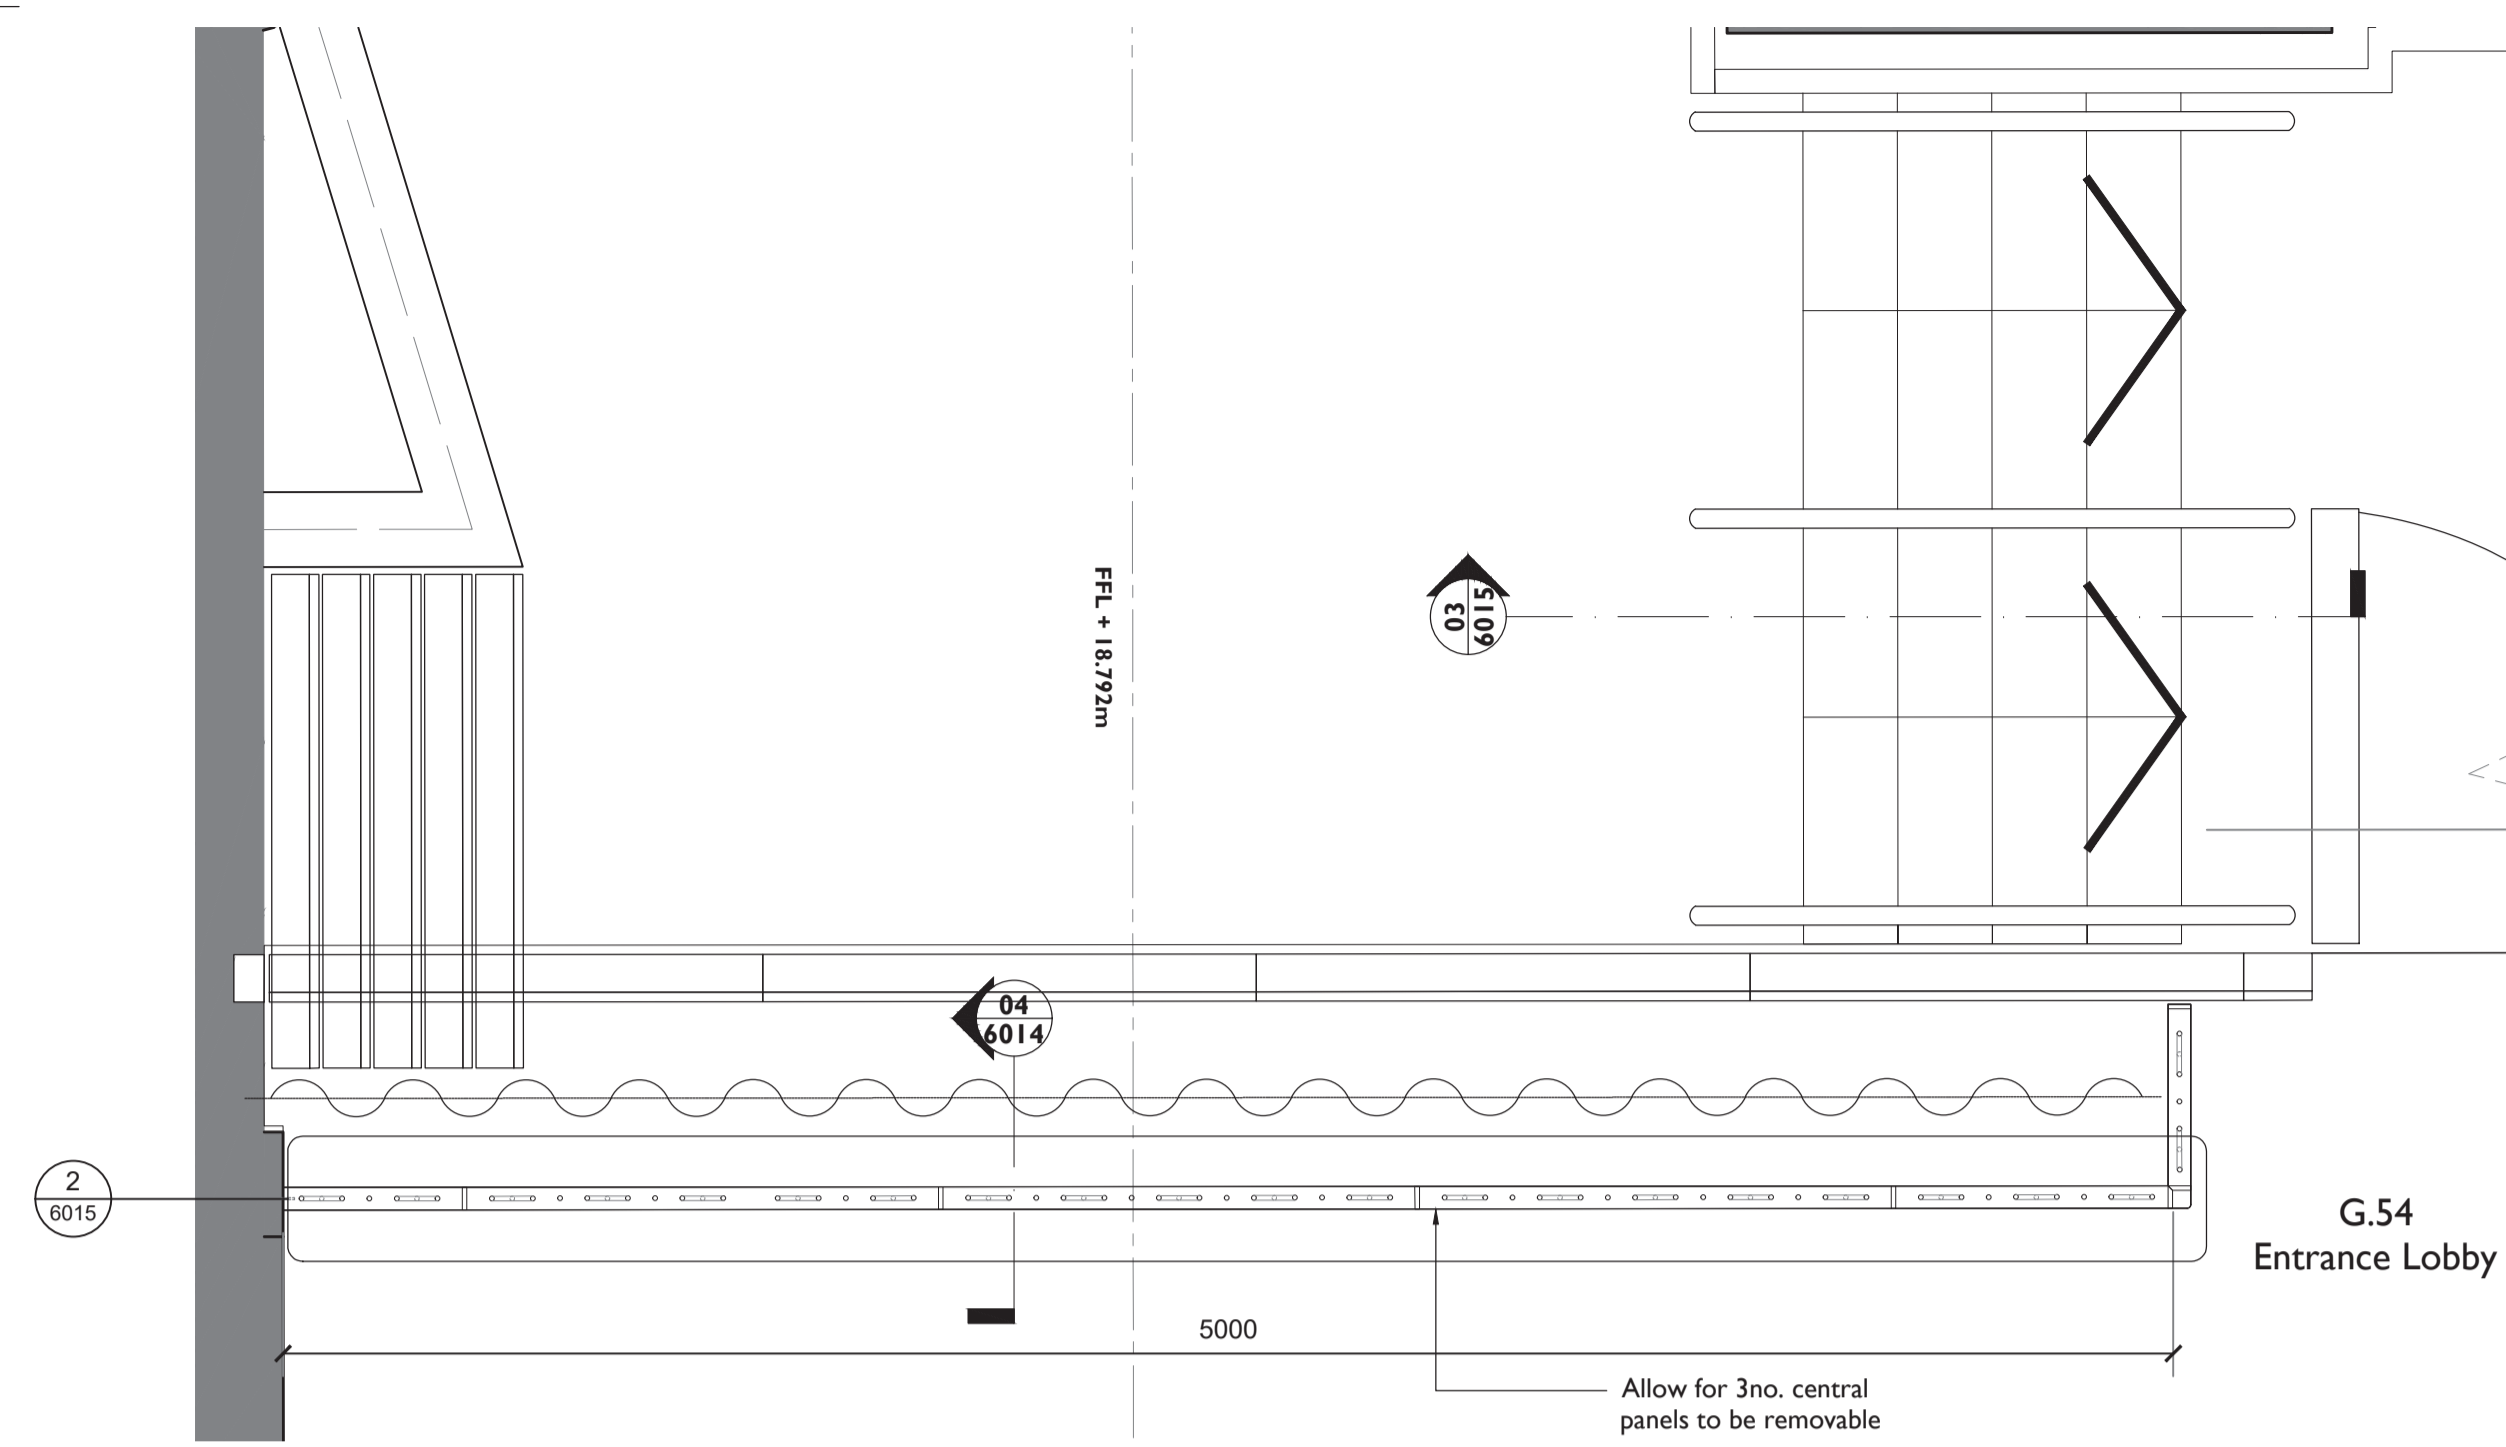 FFL + 18.792m
03
6015
04
6014
2
6015
G.54
Entrance Lobby
5000
Allow for 3no. central
panels to be removable